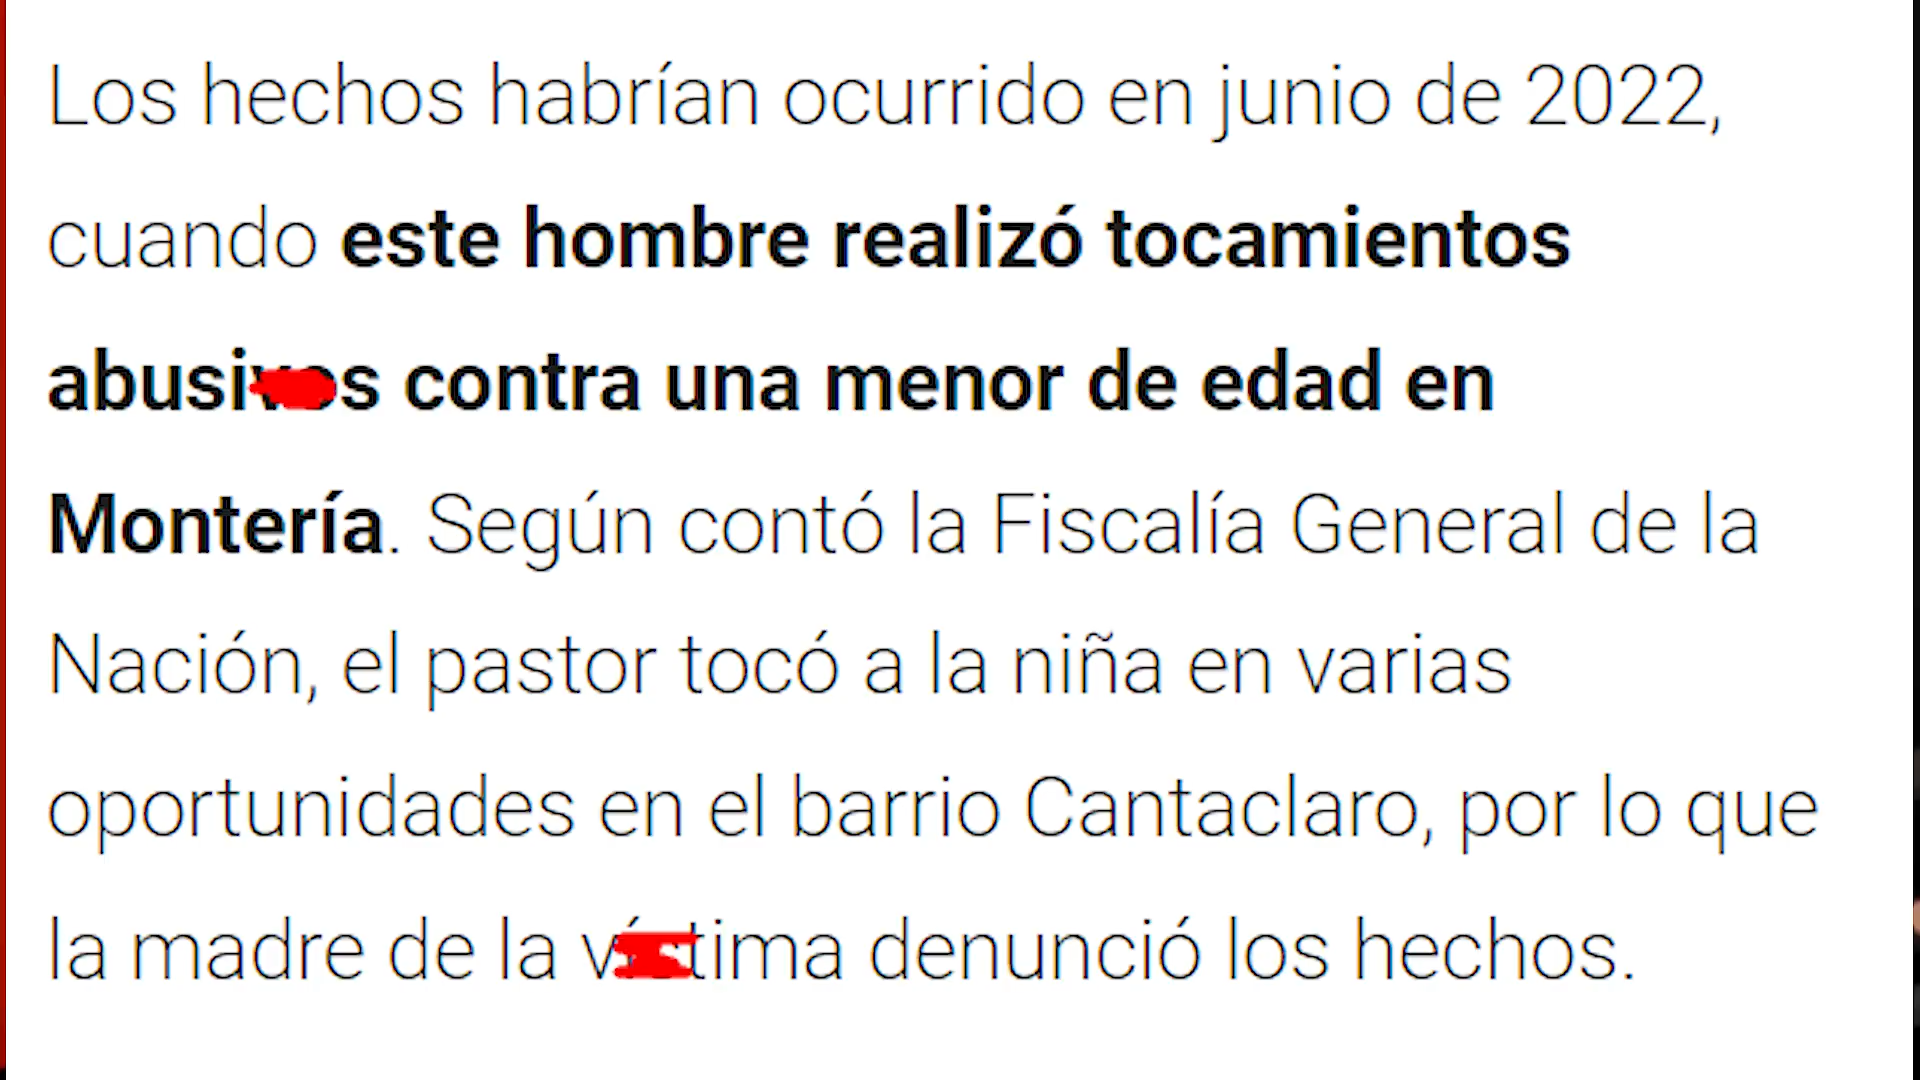 Los hechos habrían ocurrido en junio de 2022,
cuando este hombre realizó tocamientos
abusivos contra una menor de edad en
Montería. Según contó la Fiscalía General de la
Nación, el pastor tocó a la niña en varias
oportunidades en el barrio Cantaclaro, por lo que
la madre de la víctima denunció los hechos.